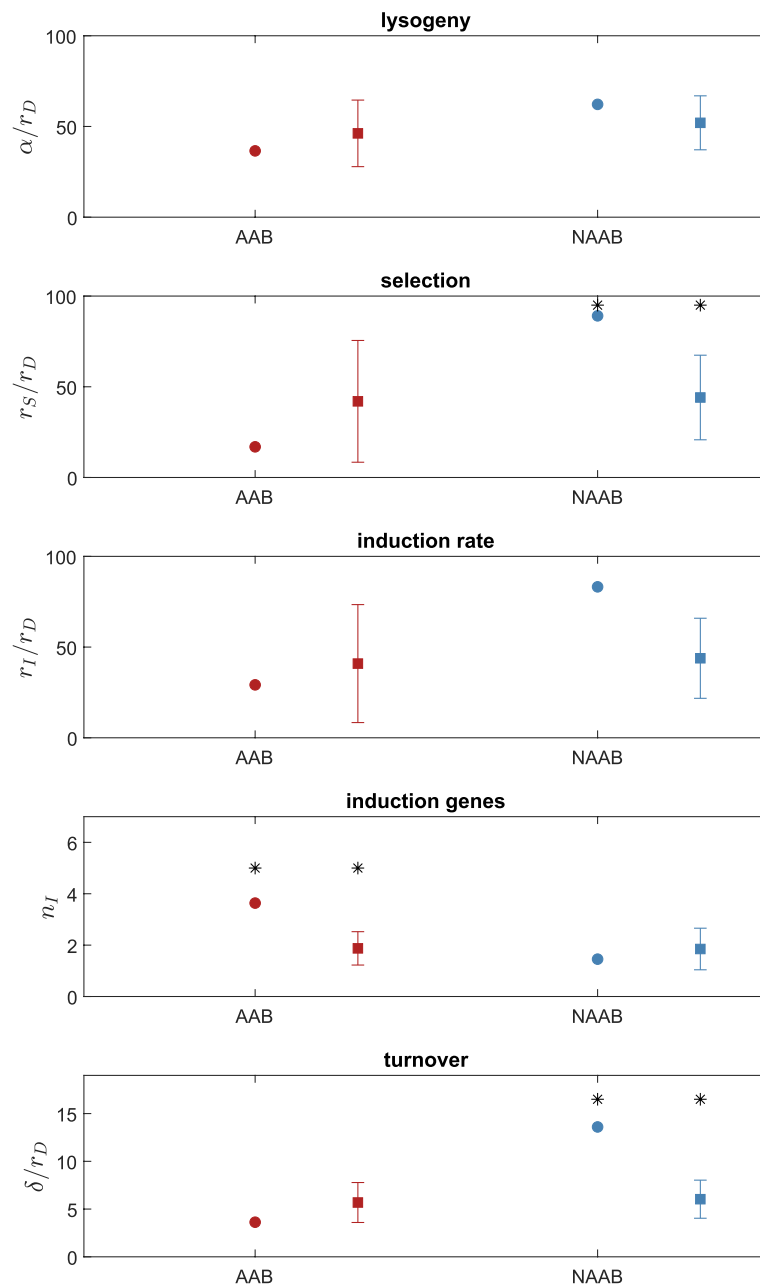 lysogeny
100
50
0
α/r_D
AAB NAAB
selection
100
50
0
r_S/r_D
* *
AAB NAAB
induction rate
100
50
0
r_I/r_D
AAB NAAB
induction genes
6
4
2
0
n_I
* *
AAB NAAB
turnover
15
10
5
0
δ/r_D
* *
AAB NAAB